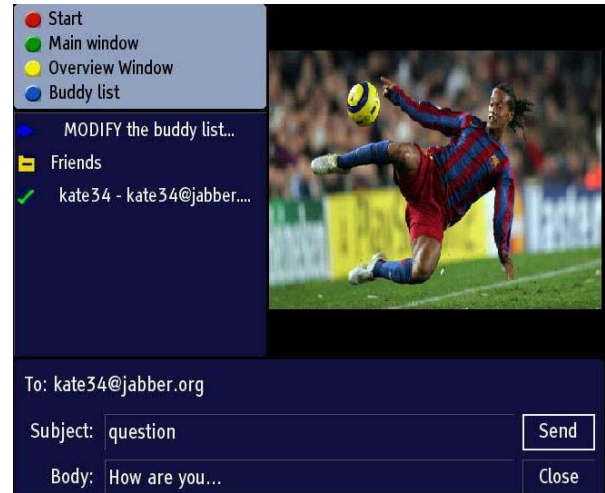 Start
Main window
Overview Window
Buddy list
MODIFY the buddy list...
Friends
kate34 - kate34@jabber....
To: kate34@jabber.org
Subject: question
Send
Body: How are you...
Close